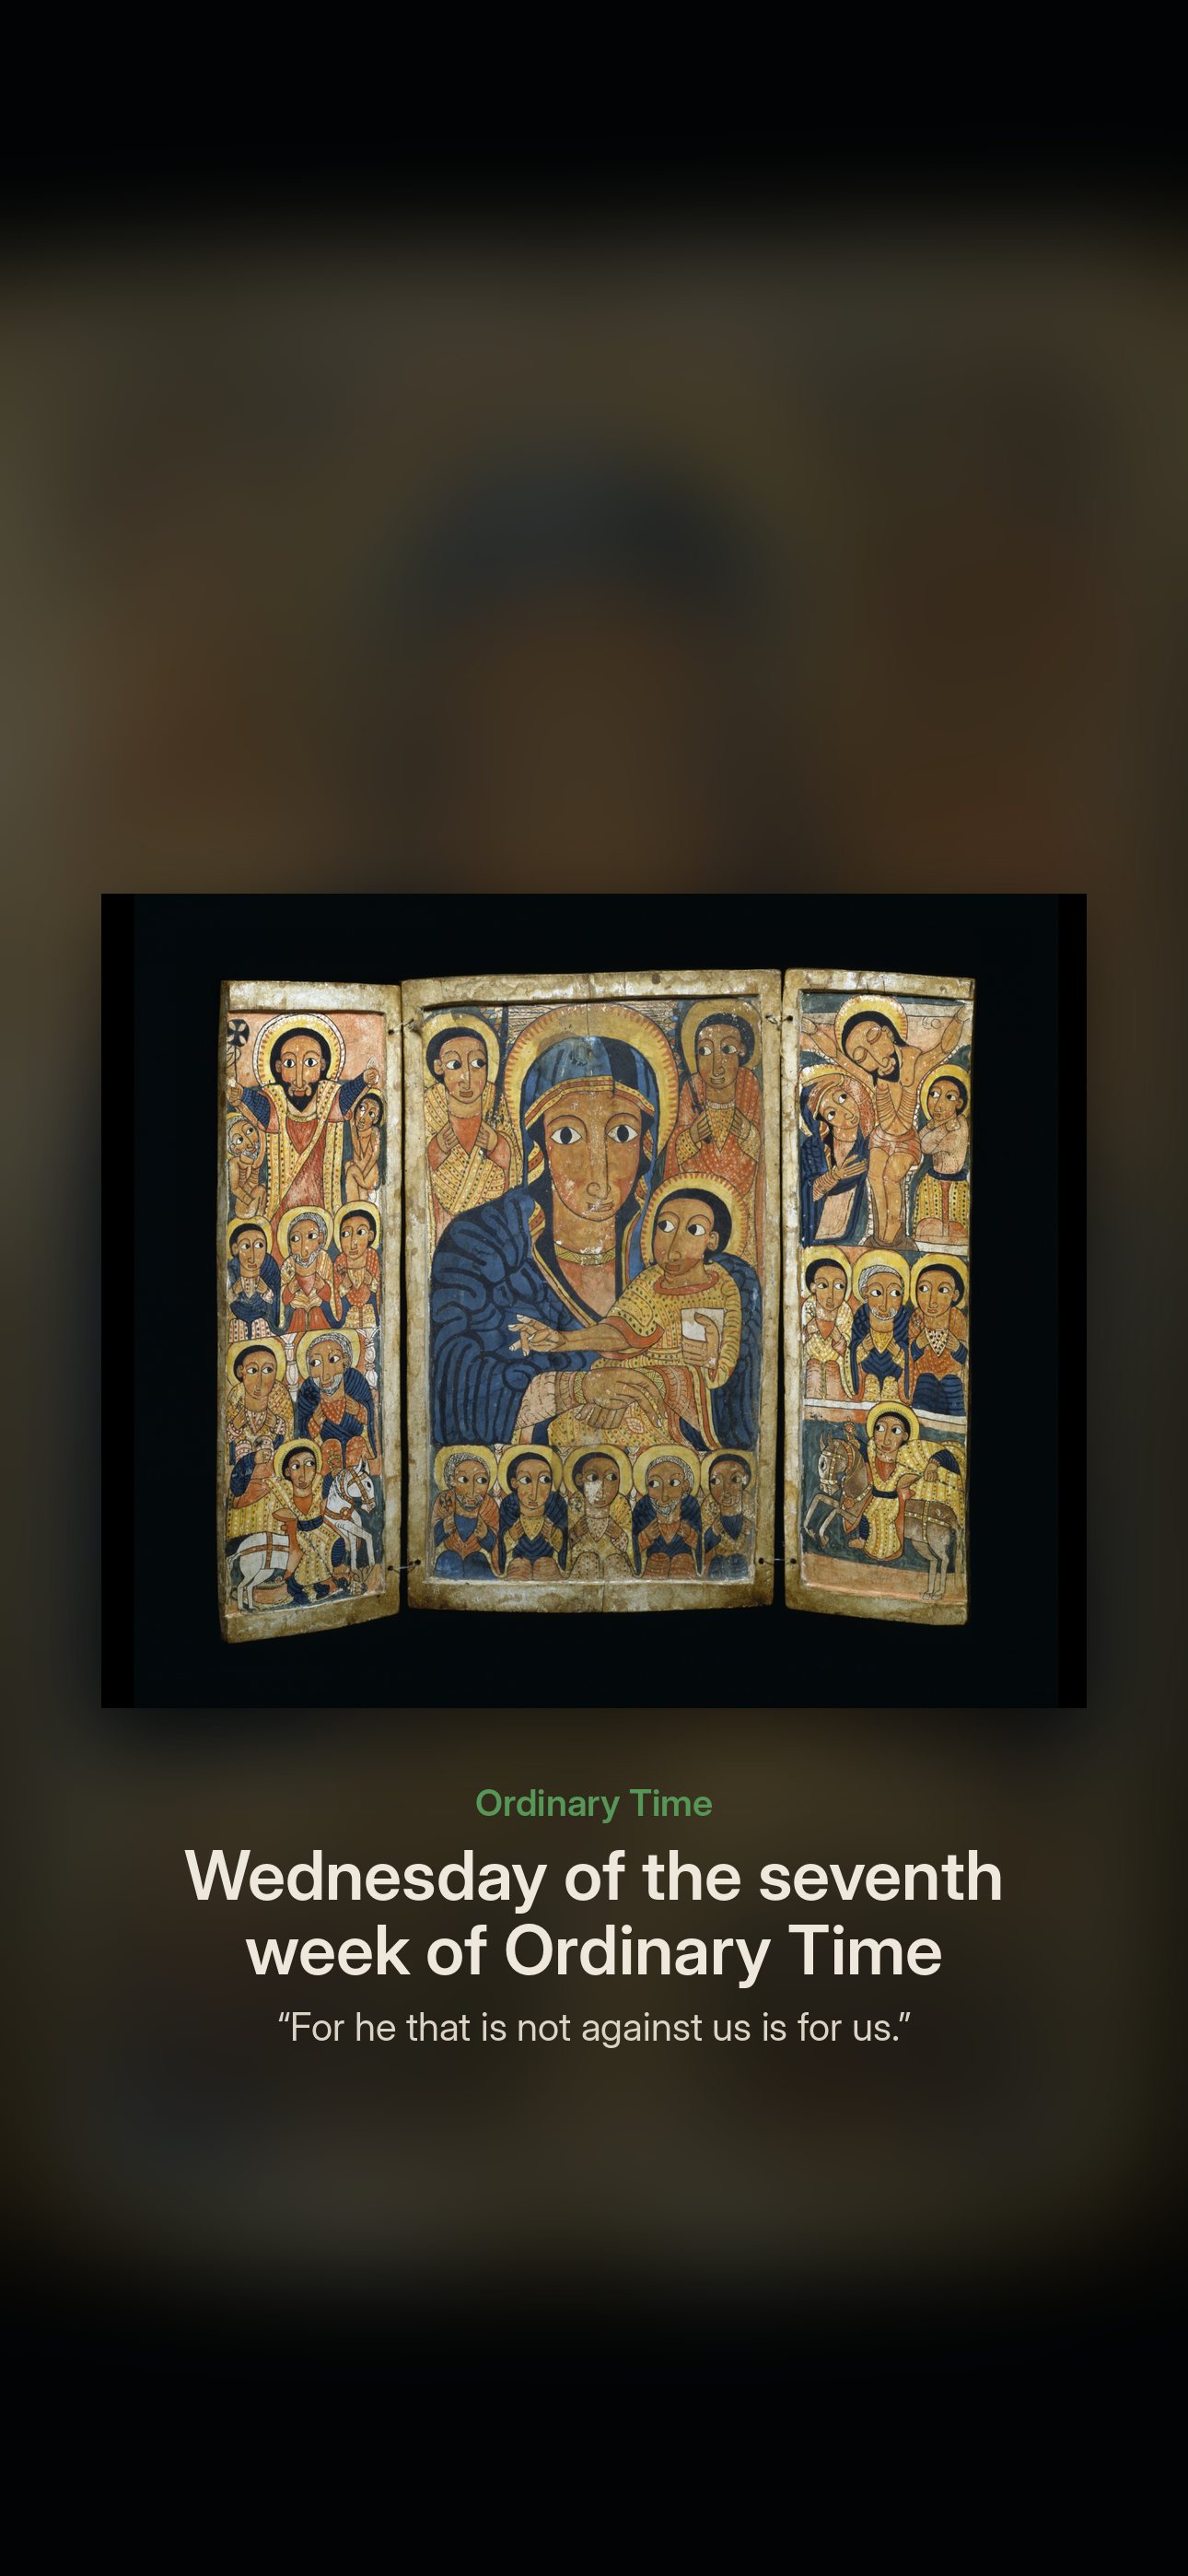 Ordinary Time
Wednesday of the seventh
week of Ordinary Time
“For he that is not against us is for us.”